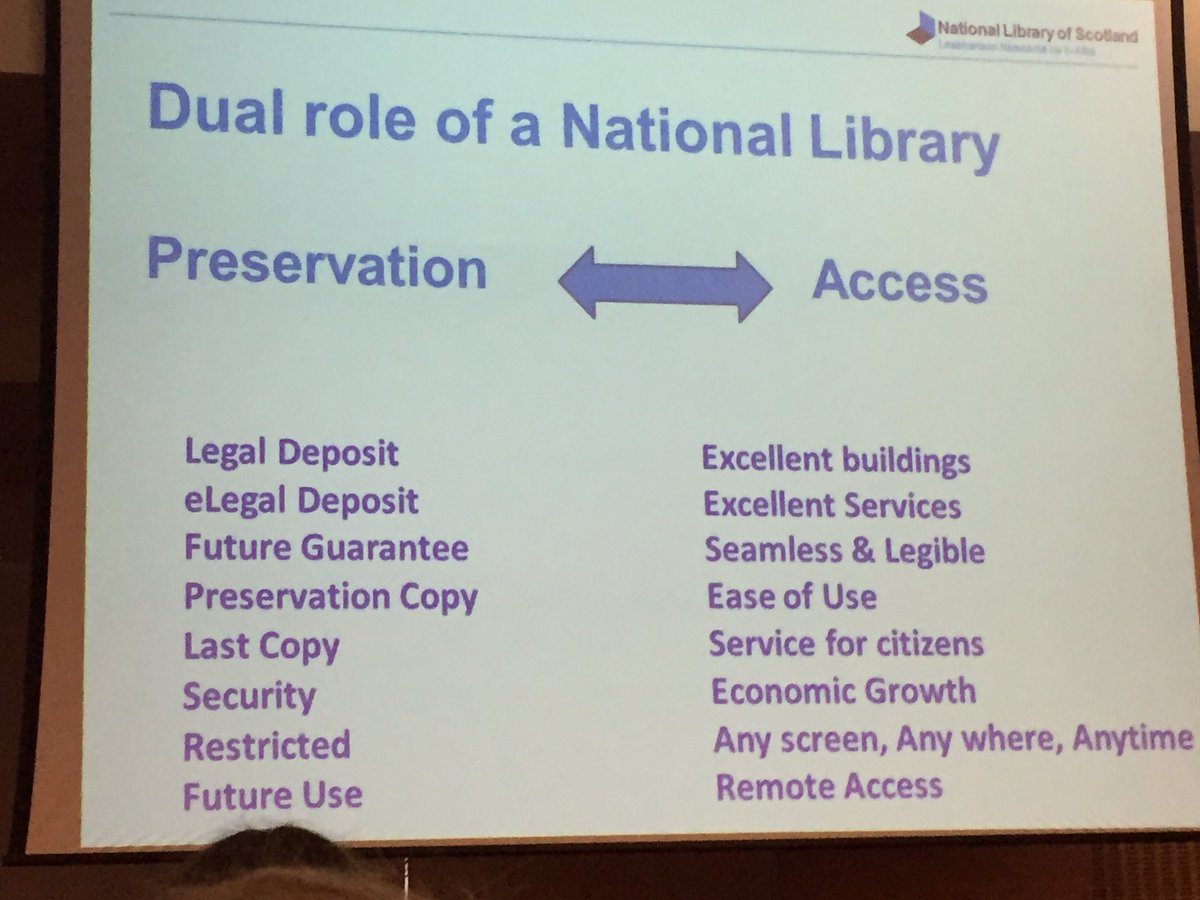 National Library of Scotland
Dual role of a National Library
Preservation
Access
Legal Deposit
eLegal Deposit
Future Guarantee
Preservation Copy
Last Copy
Security
Restricted
Future Use
Excellent buildings
Excellent Services
Seamless & Legible
Ease of Use
Service for citizens
Economic Growth
Any screen, Any where, Anytime
Remote Access